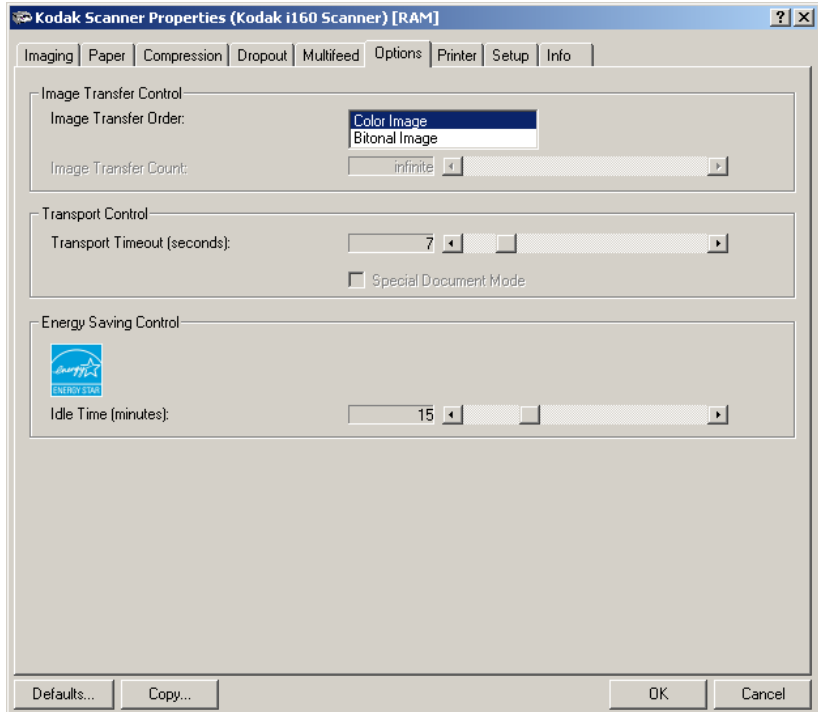 Kodak Scanner Properties (Kodak i160 Scanner) [RAM]
Imaging Paper Compression Dropout Multifeed Options Printer Setup Info
Image Transfer Control
Image Transfer Order:
Color Image
Bitonal Image
Image Transfer Count: infinite
Transport Control
Transport Timeout (seconds): 7
Special Document Mode
Energy Saving Control
energy
ENERGY STAR
Idle Time (minutes): 15
Defaults... Copy... OK Cancel